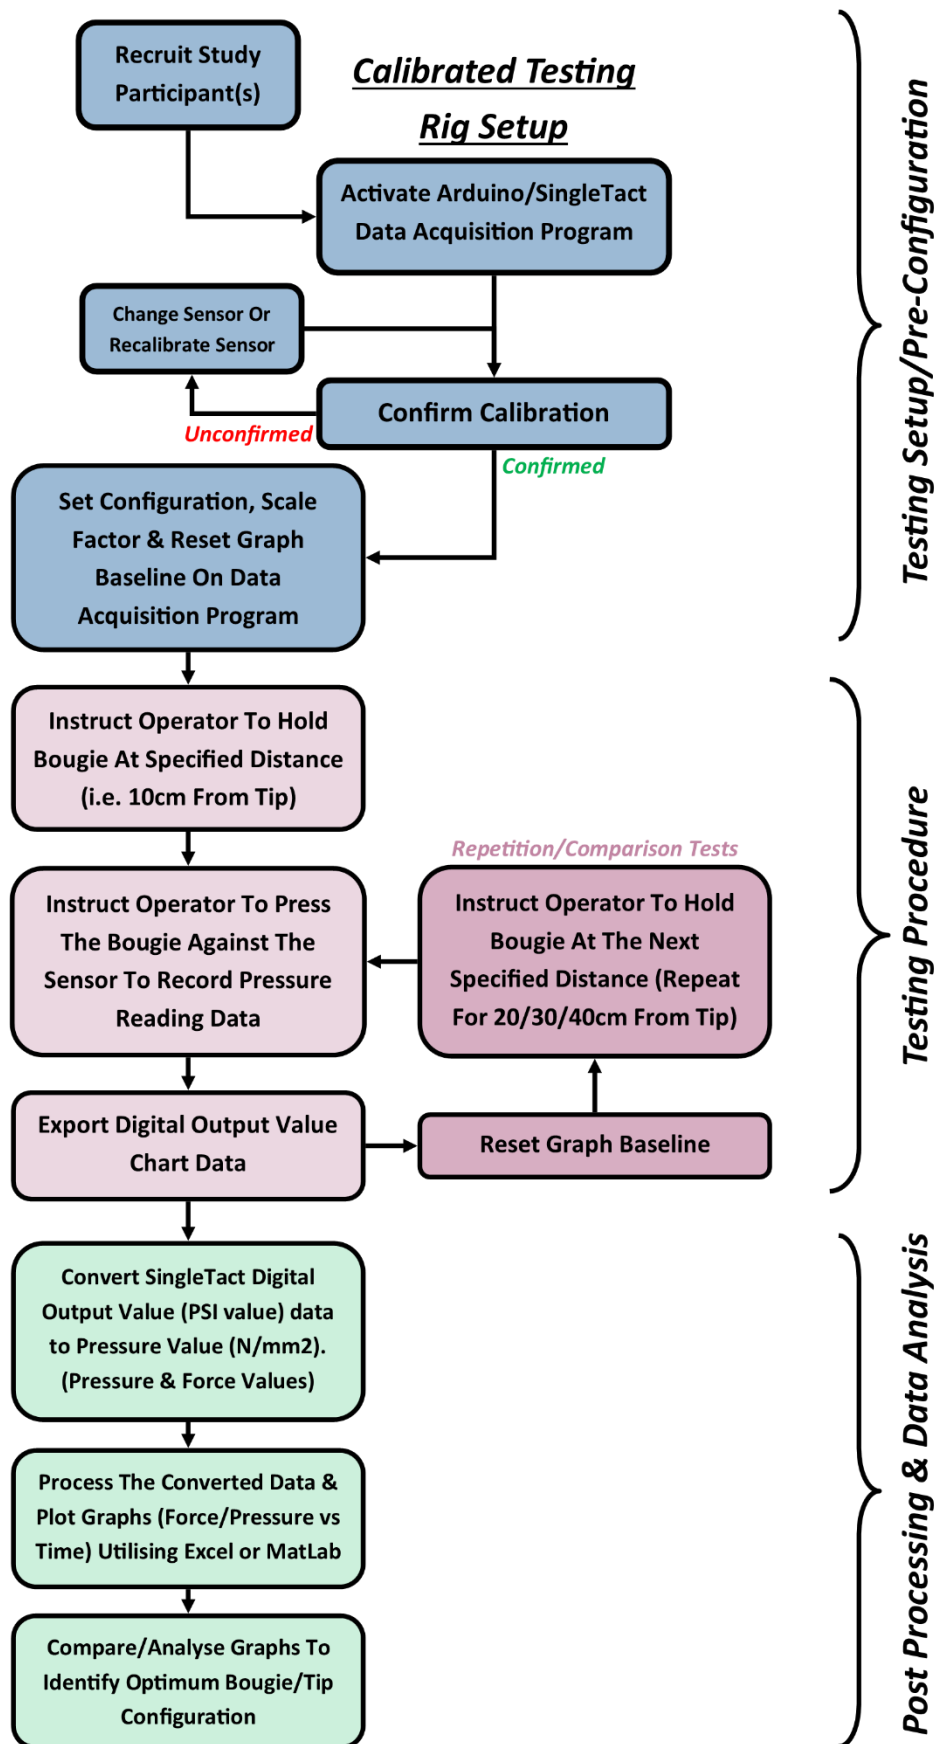 Recruit Study
Participant(s)
Calibrated Testing
Rig Setup
Activate Arduino/SingleTact
Data Acquisition Program
Change Sensor Or
Recalibrate Sensor
Confirm Calibration
Unconfirmed
Confirmed
Set Configuration, Scale
Factor & Reset Graph
Baseline On Data
Acquisition Program
Testing Setup/Pre-Configuration
Instruct Operator To Hold
Bougie At Specified Distance
(i.e. 10cm From Tip)
Instruct Operator To Press
The Bougie Against The
Sensor To Record Pressure
Reading Data
Repetition/Comparison Tests
Instruct Operator To Hold
Bougie At The Next
Specified Distance (Repeat
For 20/30/40cm From Tip)
Export Digital Output Value
Chart Data
Reset Graph Baseline
Testing Procedure
Convert SingleTact Digital
Output Value (PSI value) data
to Pressure Value (N/mm2).
(Pressure & Force Values)
Process The Converted Data &
Plot Graphs (Force/Pressure vs
Time) Utilising Excel or MatLab
Compare/Analyse Graphs To
Identify Optimum Bougie/Tip
Configuration
Post Processing & Data Analysis